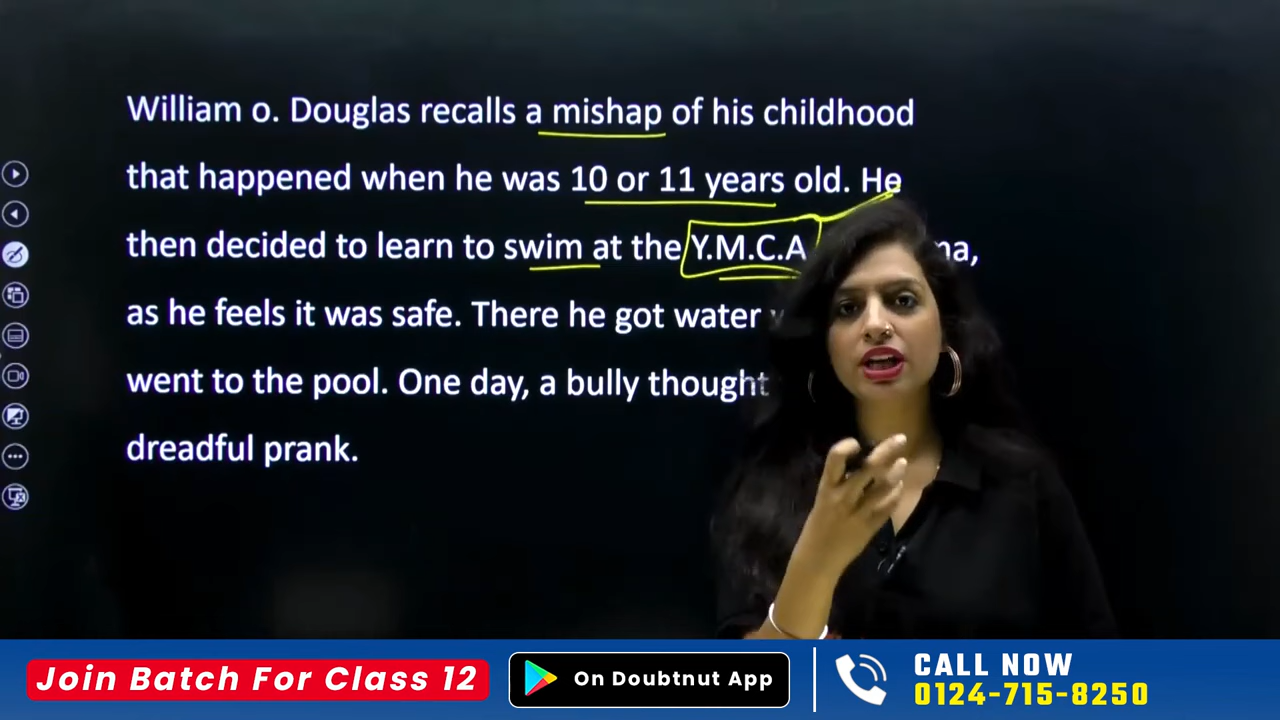 William o. Douglas recalls a mishap of his childhood
that happened when he was 10 or 11 years old. He
then decided to learn to swim at the Y.M.C.A
as he feels it was safe. There he got water
went to the pool. One day, a bully thought
dreadful prank.
Join Batch For Class 12
On Doubtnut App
CALL NOW
0124-715-8250